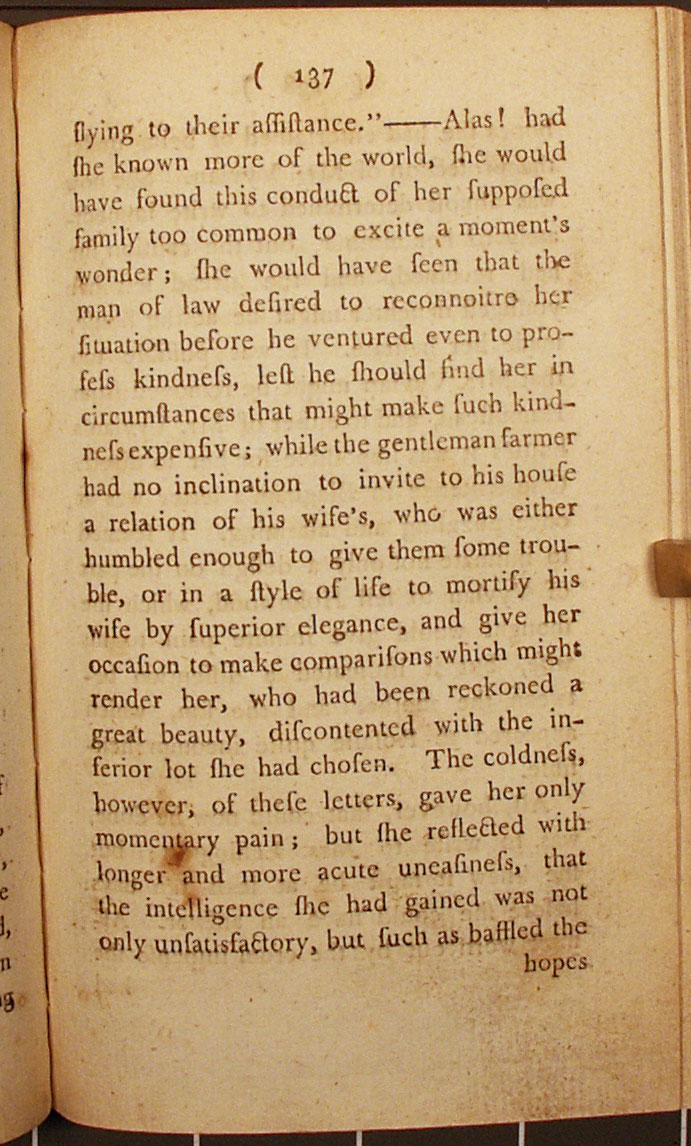 ( 137 )
flying to their aſſiſtance."——Alas! had
ſhe known more of the world, ſhe would
have found this conduct of her ſuppoſed
family too common to excite a moment's
wonder; ſhe would have ſeen that the
man of law deſired to reconnoitre her
ſituation before he ventured even to pro-
feſs kindneſs, leſt he ſhould find her in
circumſtances that might make ſuch kind-
neſs expenſive; while the gentleman farmer
had no inclination to invite to his houſe
a relation of his wife's, who was either
humbled enough to give them ſome trou-
ble, or in a ſtyle of life to mortify his
wife by ſuperior elegance, and give her
occaſion to make compariſons which might
render her, who had been reckoned a
great beauty, diſcontented with the in-
ferior lot ſhe had choſen. The coldneſs,
however, of theſe letters, gave her only
momentary pain; but ſhe reflected with
longer and more acute uneaſineſs, that
the intelligence ſhe had gained was not
only unſatisfactory, but ſuch as baffled the
hopes